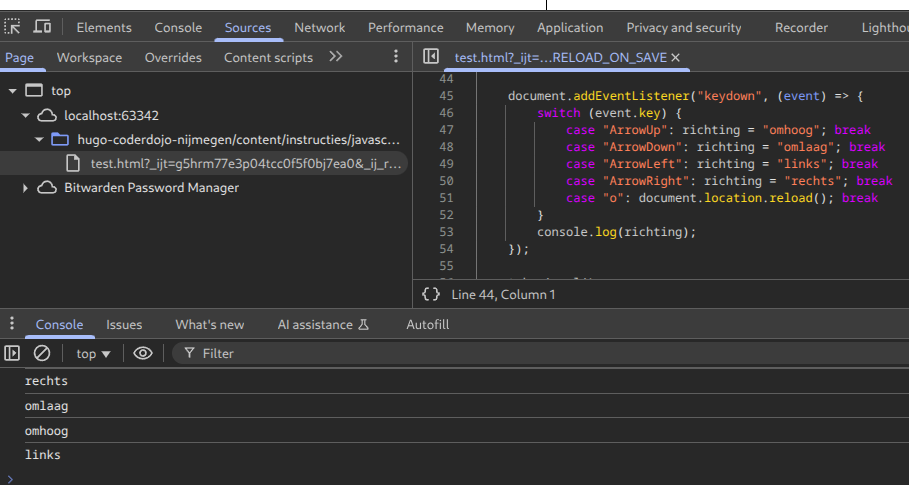 Elements Console Sources Network Performance Memory Application Privacy and security Recorder Lighthou
Page Workspace Overrides Content scripts
test.html?_ijt=…RELOAD_ON_SAVE
top
localhost:63342
hugo-coderdojo-nijmegen/content/instructies/javasc…
test.html?_ijt=g5hrm77e3p04tcc0f5f0bj7ea0&_ij_r…
Bitwarden Password Manager
44
45 document.addEventListener("keydown", (event) => {
46 switch (event.key) {
47 case "ArrowUp": richting = "omhoog"; break
48 case "ArrowDown": richting = "omlaag"; break
49 case "ArrowLeft": richting = "links"; break
50 case "ArrowRight": richting = "rechts"; break
51 case "o": document.location.reload(); break
52 }
53 console.log(richting);
54 });
55
{} Line 44, Column 1
Console Issues What's new AI assistance Autofill
top Filter
rechts
omlaag
omhoog
links